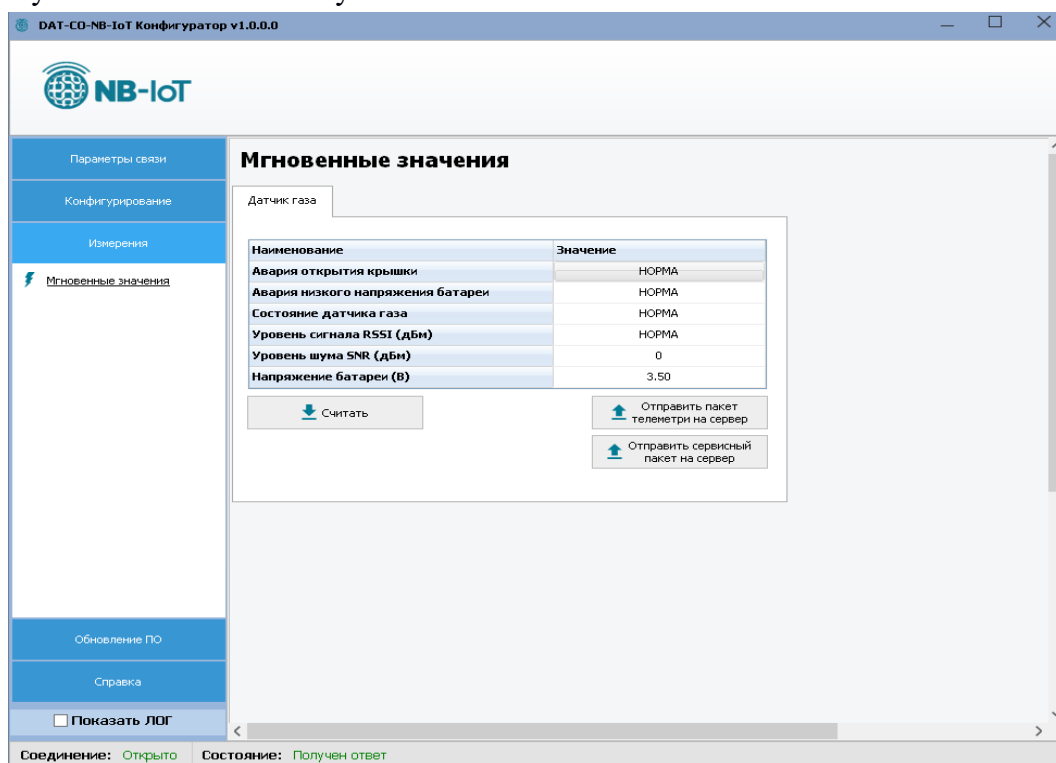 DAT-CO-NB-IoT Конфигуратор v1.0.0.0
NB-IoT
Параметры связи
Конфигурирование
Измерения
Мгновенные значения
Обновление ПО
Справка
Показать ЛОГ
Мгновенные значения
Датчик газа
Наименование Значение
Авария открытия крышки НОРМА
Авария низкого напряжения батареи НОРМА
Состояние датчика газа НОРМА
Уровень сигнала RSSI (дБм) НОРМА
Уровень шума SNR (дБм) 0
Напряжение батареи (В) 3.50
Считать
Отправить пакет
телеметри на сервер
Отправить сервисный
пакет на сервер
Соединение: Открыто Состояние: Получен ответ